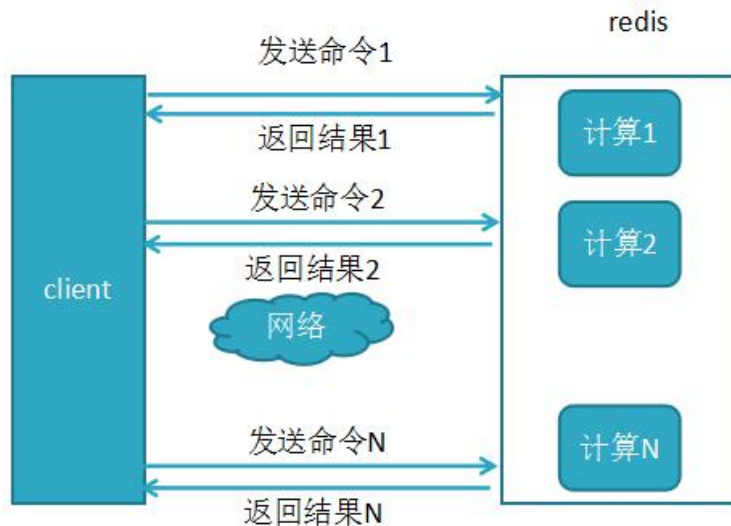 redis
发送命令1
返回结果1
计算1
发送命令2
返回结果2
计算2
client
网络
发送命令N
返回结果N
计算N